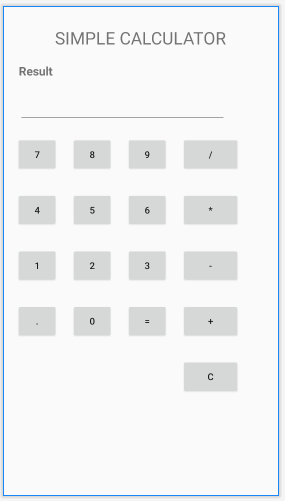 SIMPLE CALCULATOR
Result
7 8 9 /
4 5 6 *
1 2 3 -
. 0 = +
C